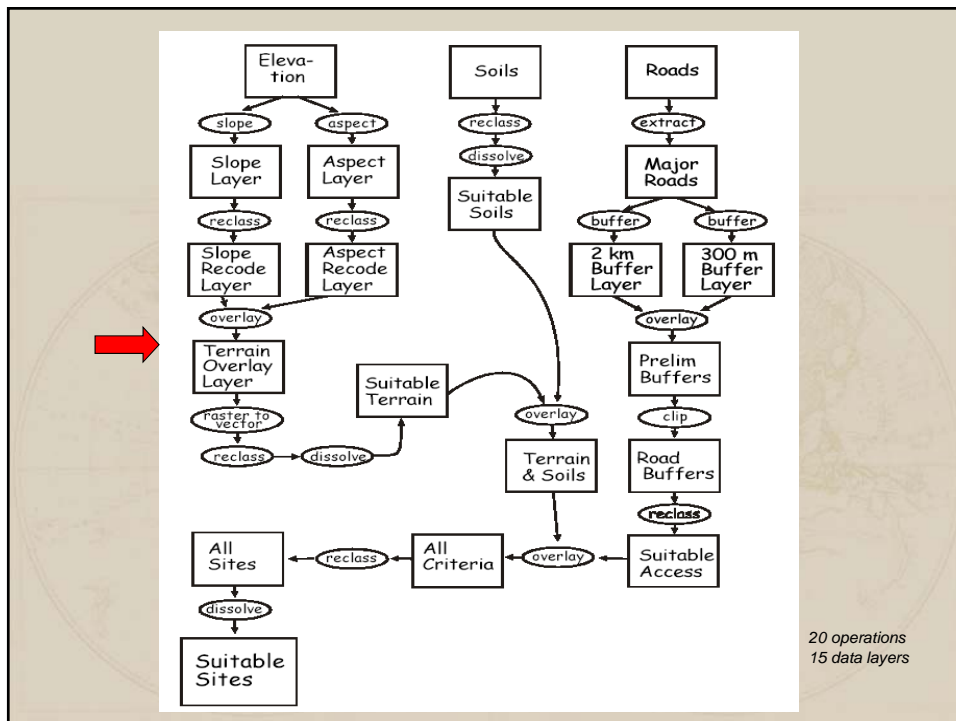 Eleva-
tion
Soils
Roads
slope
aspect
reclass
extract
dissolve
Slope
Layer
Aspect
Layer
Major
Roads
Suitable
Soils
reclass
reclass
buffer
buffer
Slope
Recode
Layer
Aspect
Recode
Layer
2 km
Buffer
Layer
300 m
Buffer
Layer
overlay
overlay
Terrain
Overlay
Layer
Prelim
Buffers
Suitable
Terrain
raster to
vector
overlay
clip
reclass
dissolve
Terrain
& Soils
Road
Buffers
reclass
All
Sites
reclass
All
Criteria
overlay
Suitable
Access
dissolve
Suitable
Sites
20 operations
15 data layers